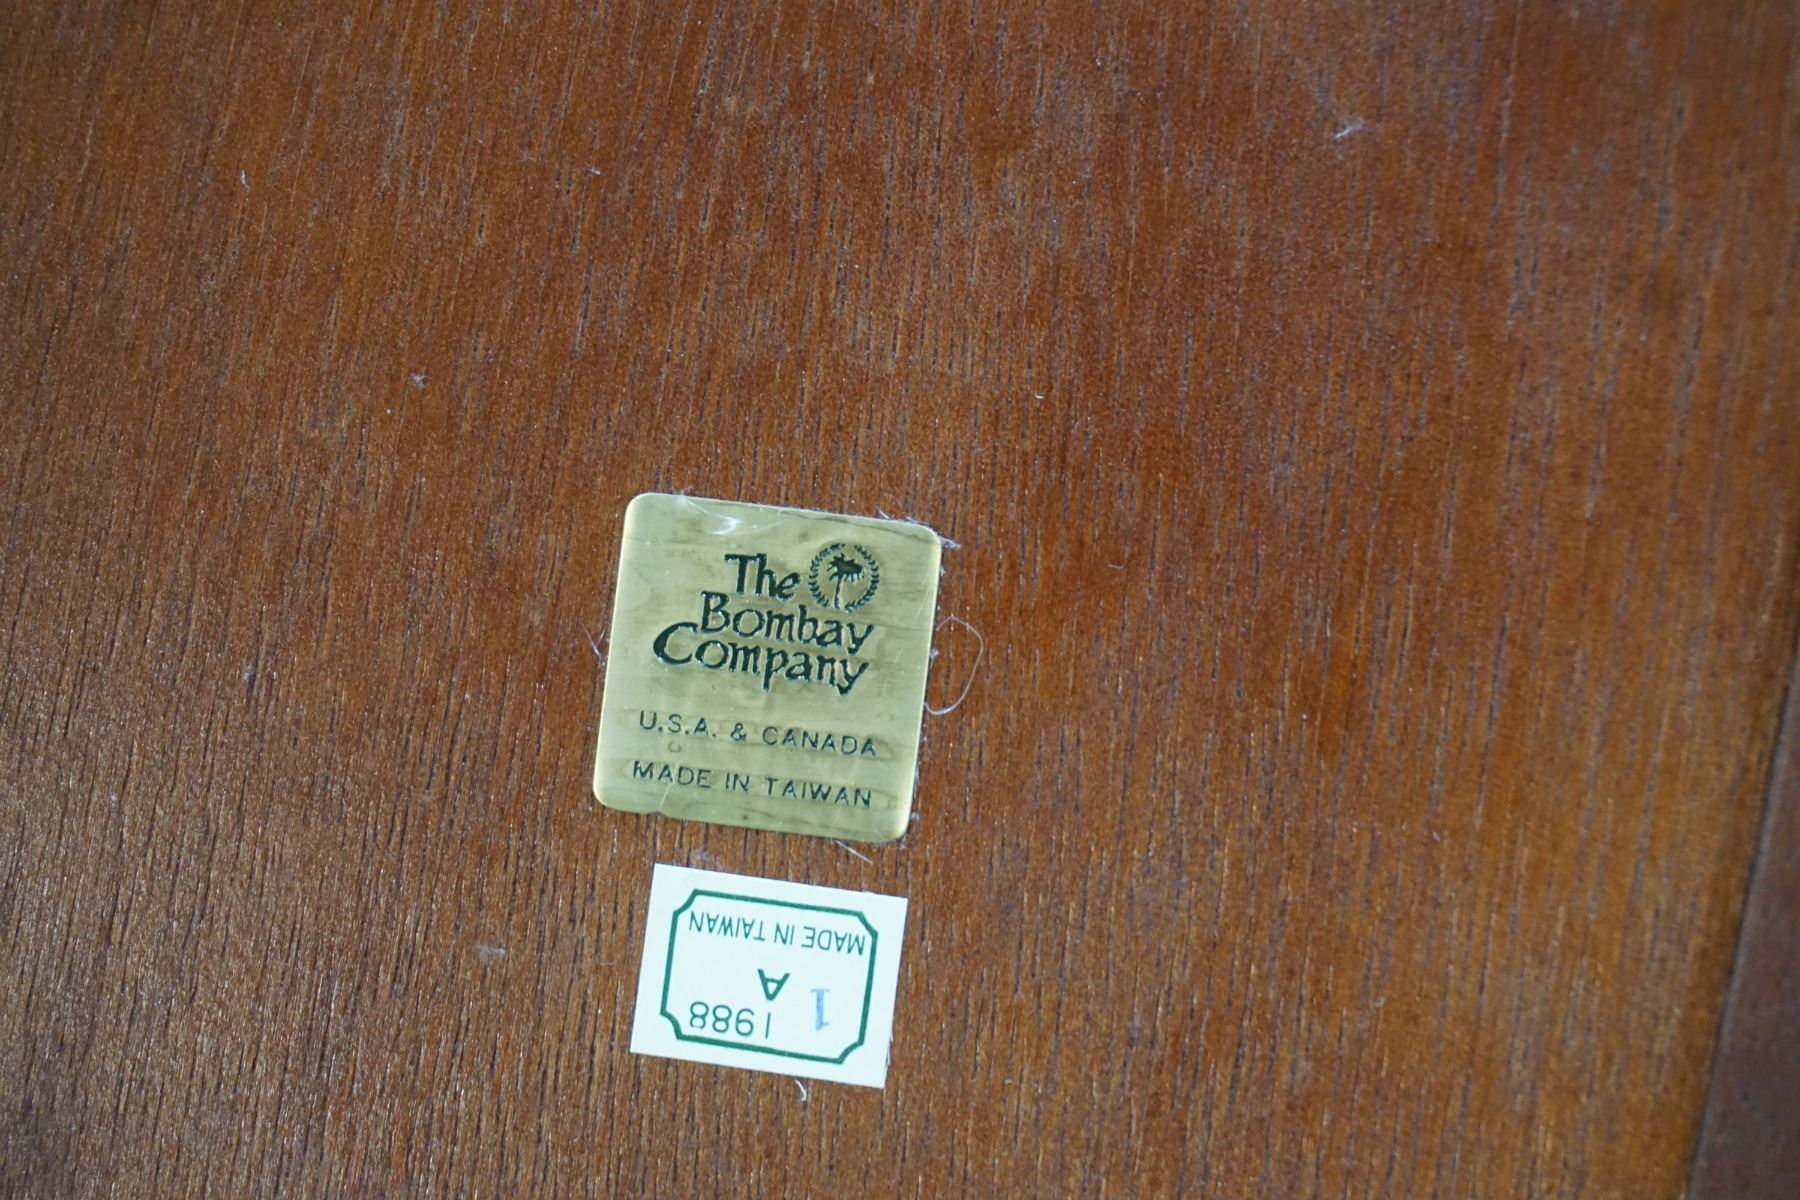 The
Bombay
Company
U.S.A. & CANADA
MADE IN TAIWAN
1 1988
A
MADE IN TAIWAN